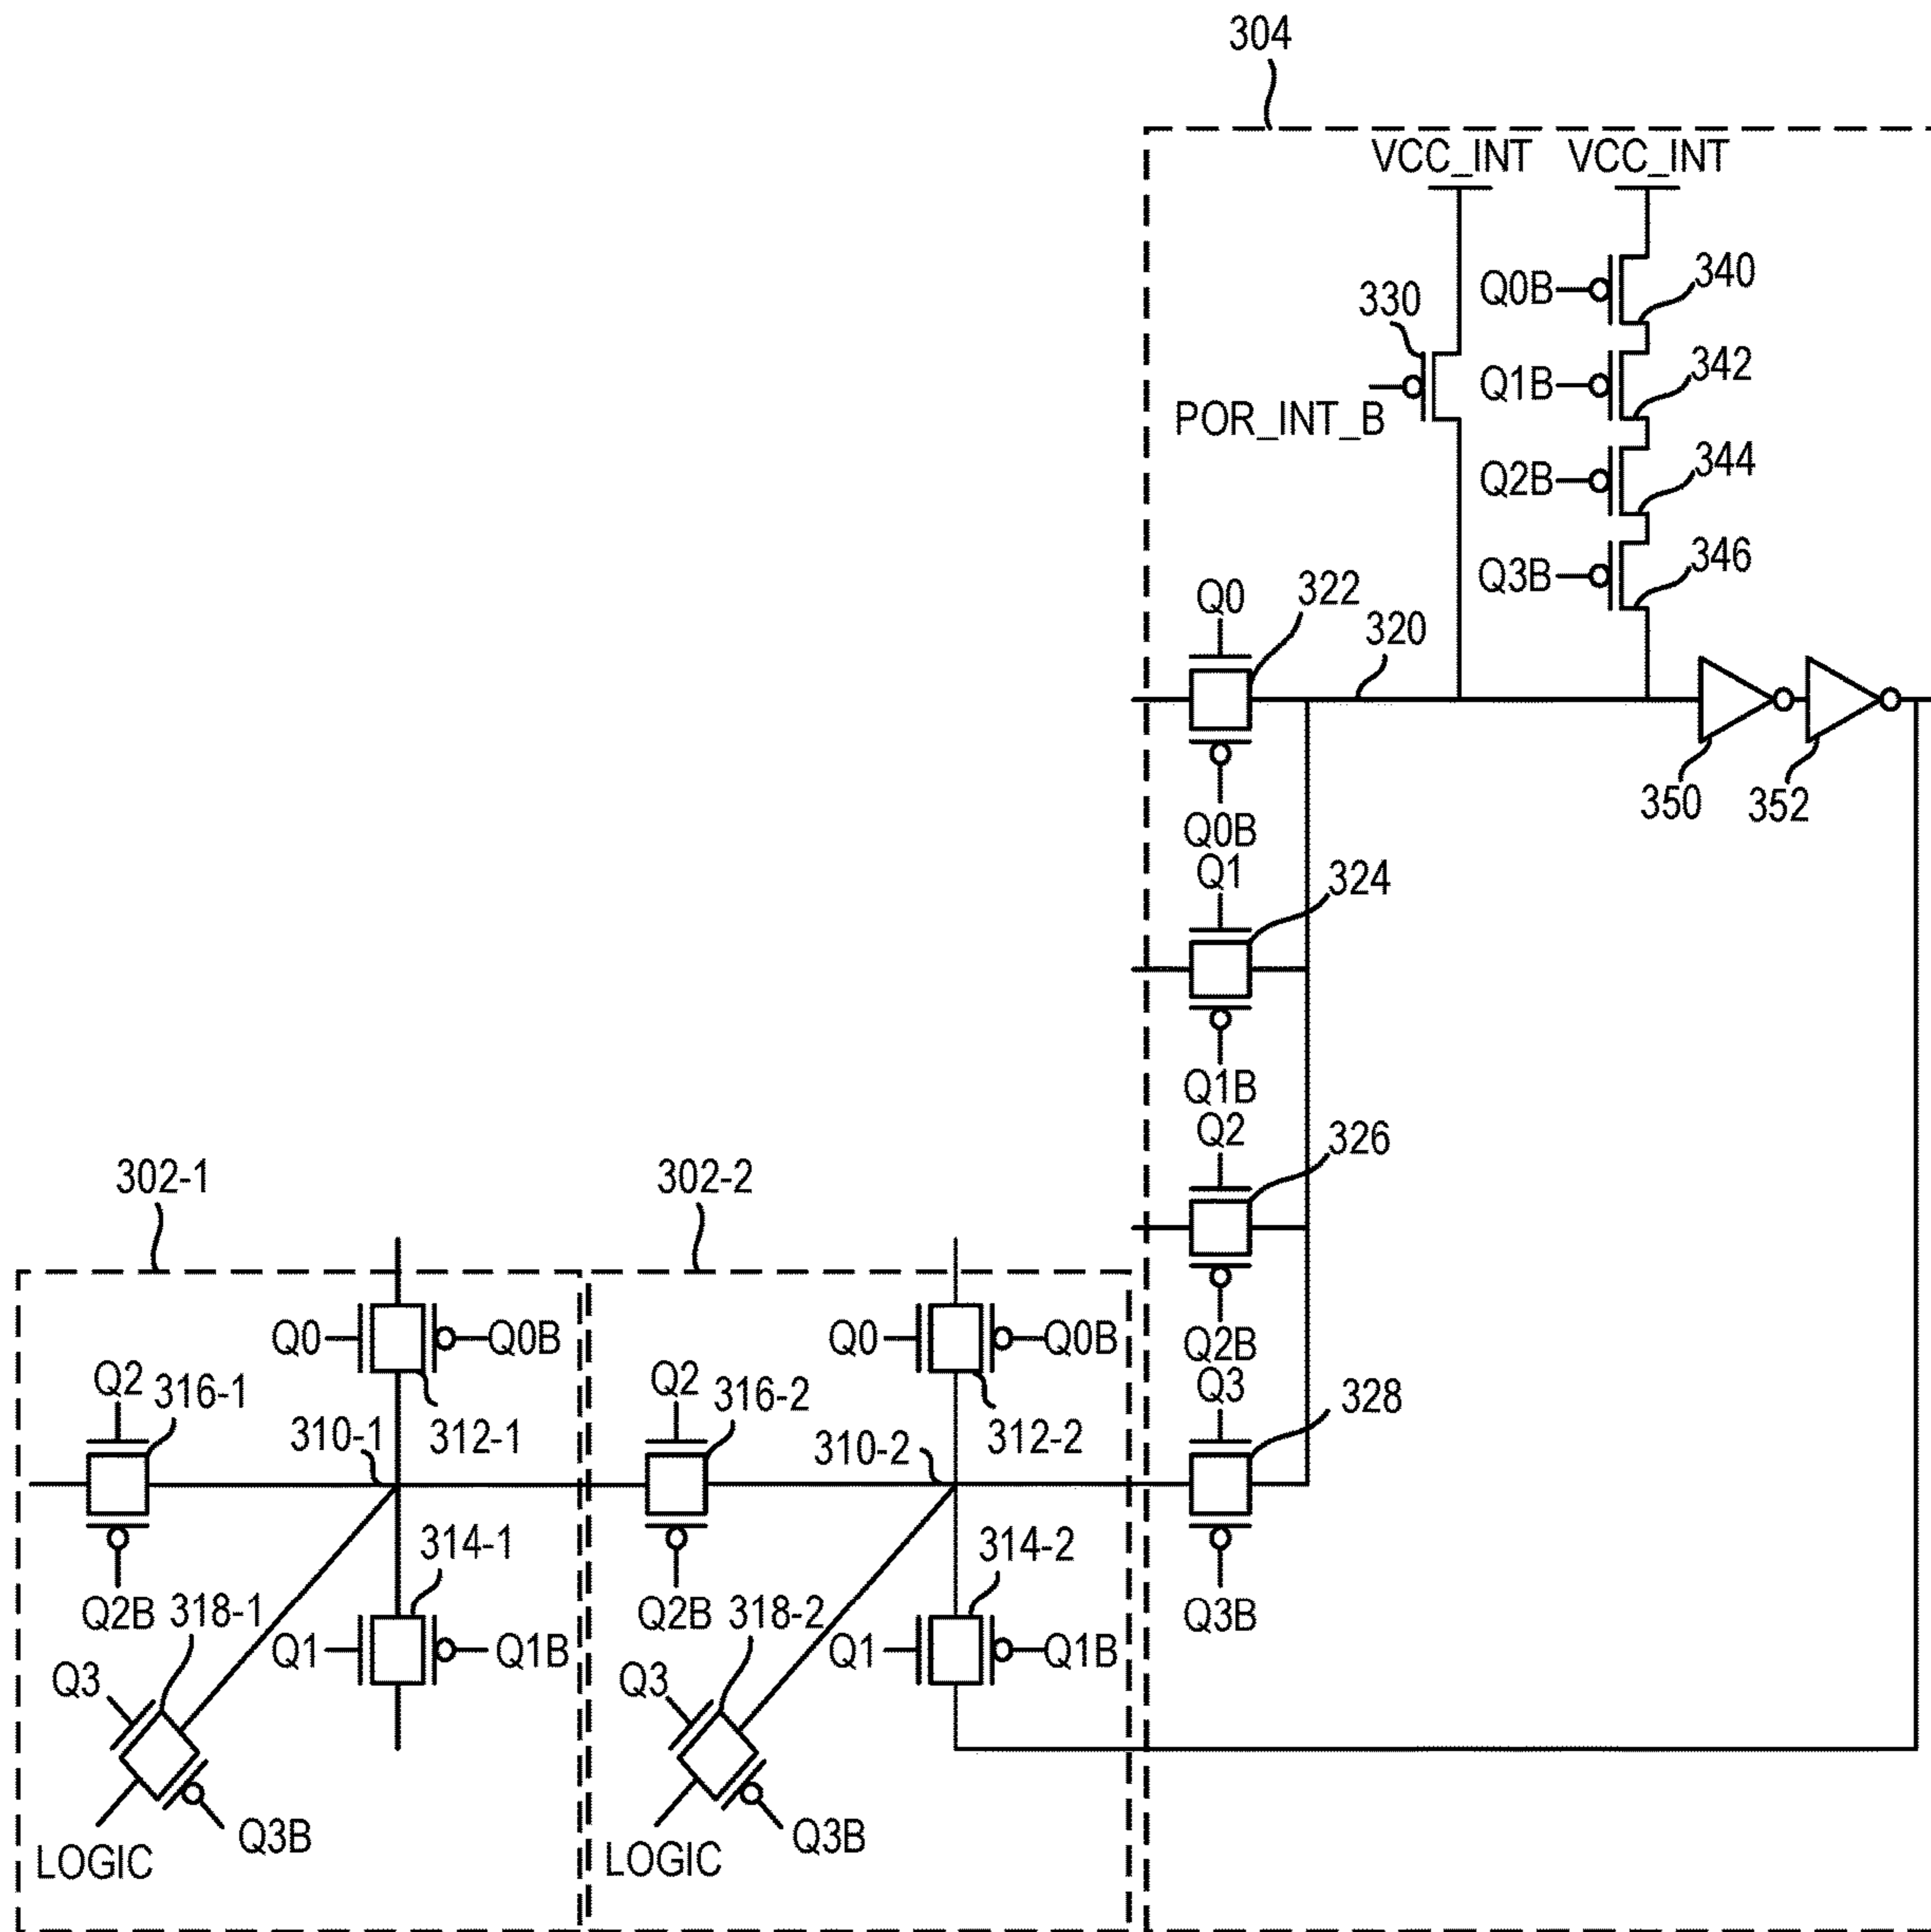 304
VCC_INT VCC_INT
Q0B 340
330
Q1B 342
POR_INT_B
Q2B 344
Q3B 346
Q0 322 320
350 352
Q0B
Q1 324
Q1B
Q2 326
302-1 302-2
Q0 Q0B Q0 Q0B Q2B
Q2 316-1 Q2 316-2 Q3 328
310-1 312-1 310-2 312-2
314-1 314-2
Q2B 318-1 Q2B 318-2 Q3B
Q1 Q1B Q1 Q1B
Q3 Q3
Q3B Q3B
LOGIC LOGIC